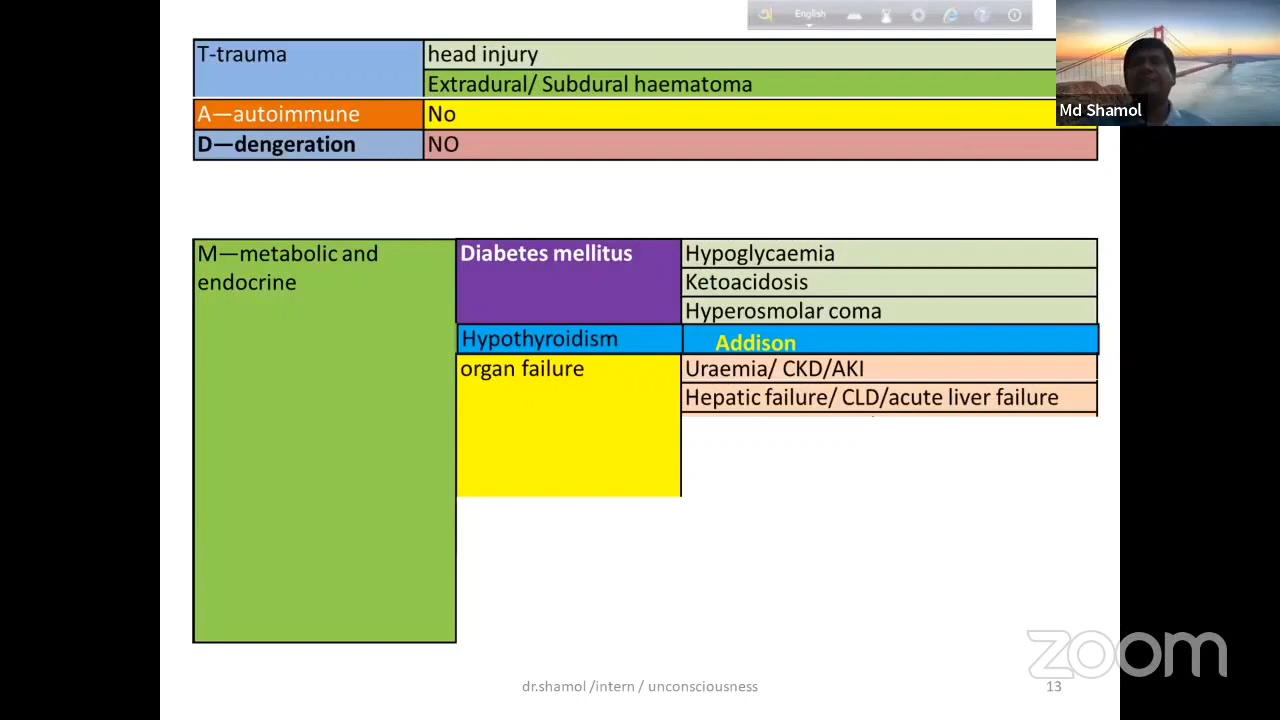 English
T-trauma
head injury
Extradural/ Subdural haematoma
A—autoimmune
No
D—dengeration
NO
Md Shamol
M—metabolic and
endocrine
Diabetes mellitus
Hypoglycaemia
Ketoacidosis
Hyperosmolar coma
Hypothyroidism
Addison
organ failure
Uraemia/ CKD/AKI
Hepatic failure/ CLD/acute liver failure
zoom
dr.shamol /intern / unconsciousness
13